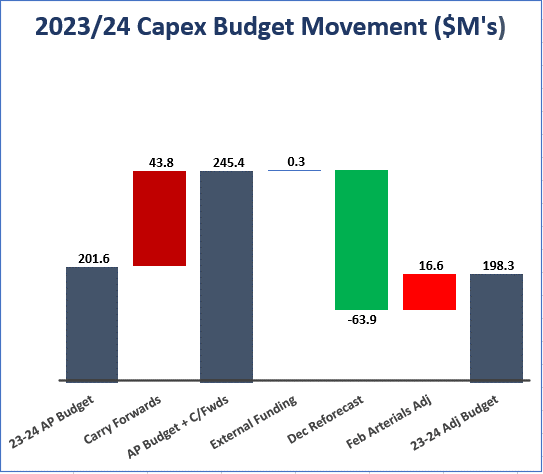 2023/24 Capex Budget Movement ($M's)
201.6
43.8
245.4
0.3
-63.9
16.6
198.3
23-24 AP Budget
Carry Forwards
AP Budget + C/Fwds
External Funding
Dec Reforecast
Feb Arterials Adj
23-24 Adj Budget